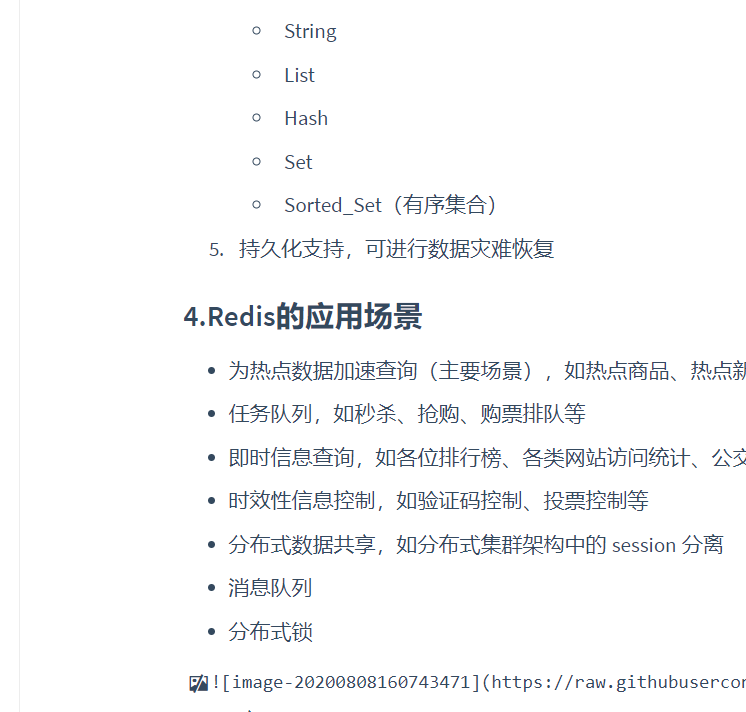 String
List
Hash
Set
Sorted_Set（有序集合）
5. 持久化支持，可进行数据灾难恢复
4.Redis的应用场景
为热点数据加速查询（主要场景），如热点商品、热点新
任务队列，如秒杀、抢购、购票排队等
即时信息查询，如各位排行榜、各类网站访问统计、公交
时效性信息控制，如验证码控制、投票控制等
分布式数据共享，如分布式集群架构中的 session 分离
消息队列
分布式锁
![image-20200808160743471](https://raw.githubusercon